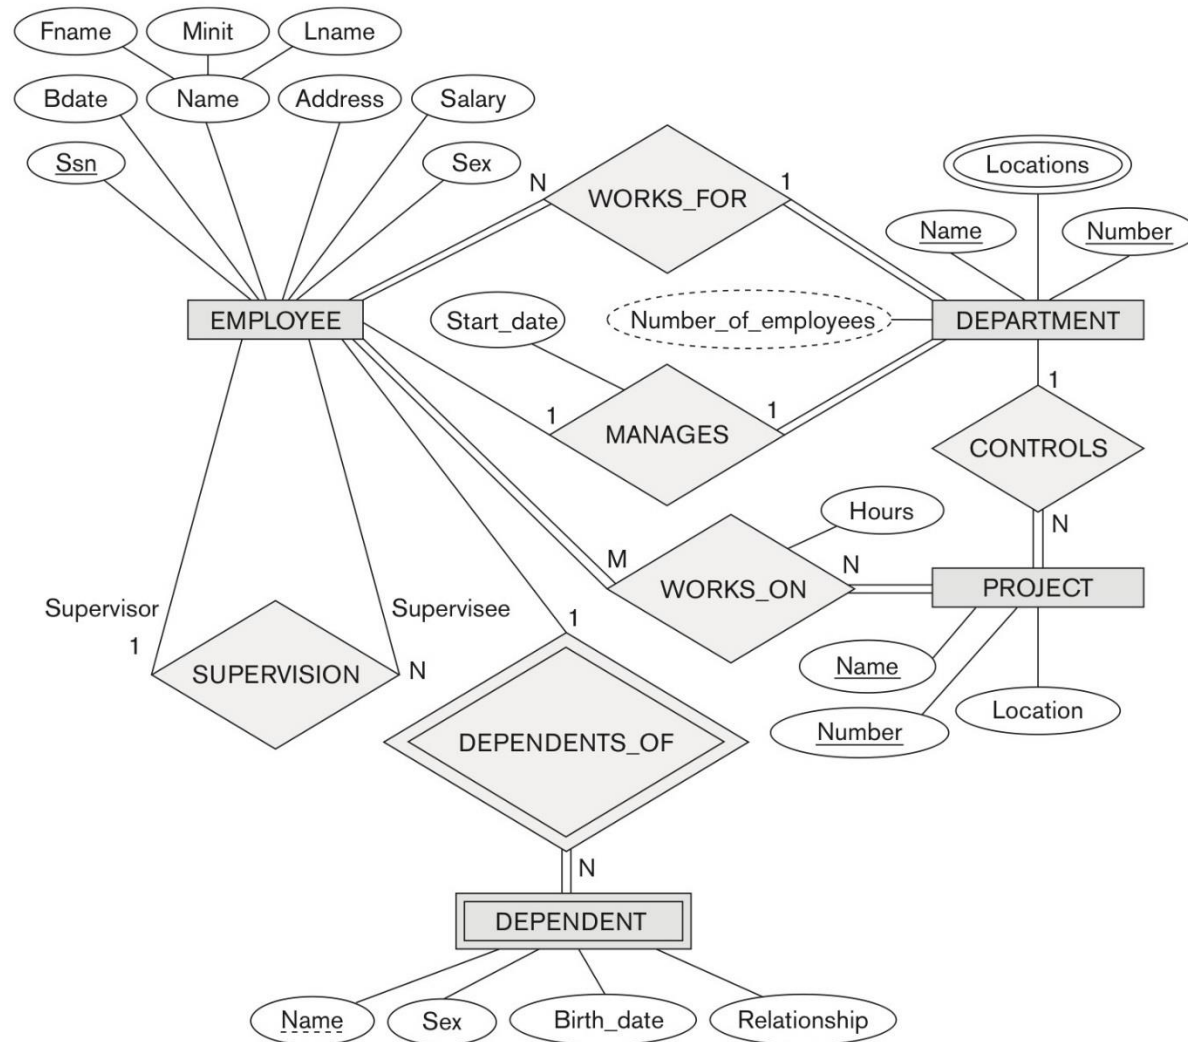 Fname
Minit
Lname
Bdate
Name
Address
Salary
Ssn
Sex
N
WORKS_FOR
1
Locations
Name
Number
EMPLOYEE
Start_date
Number_of_employees
DEPARTMENT
1
MANAGES
1
1
CONTROLS
N
Hours
M
WORKS_ON
N
PROJECT
Supervisor
1
Supervisee
N
SUPERVISION
1
Name
Number
Location
DEPENDENTS_OF
N
DEPENDENT
Name
Sex
Birth_date
Relationship